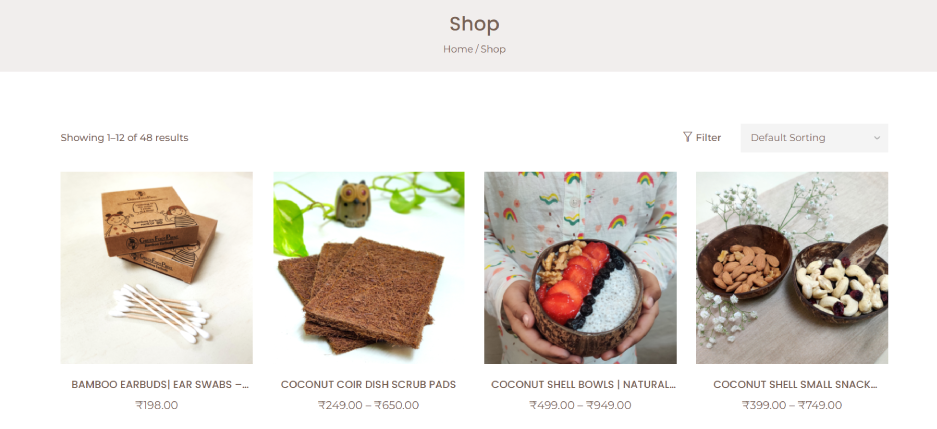 Shop
Home / Shop
Showing 1–12 of 48 results
Filter
Default Sorting
BAMBOO EARBUDS| EAR SWABS –...
₹198.00
COCONUT COIR DISH SCRUB PADS
₹249.00 – ₹650.00
COCONUT SHELL BOWLS | NATURAL...
₹499.00 – ₹949.00
COCONUT SHELL SMALL SNACK...
₹399.00 – ₹749.00